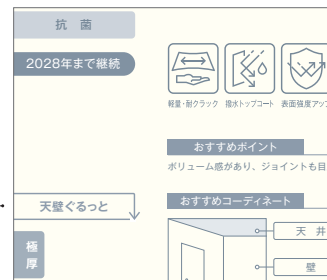 抗菌
2028年まで継続
軽量・耐クラック 撥水トップコート 表面強度アップ
おすすめポイント
ボリューム感があり、ジョイントも目
おすすめコーディネート
天壁ぐるっと
天井
極厚
壁